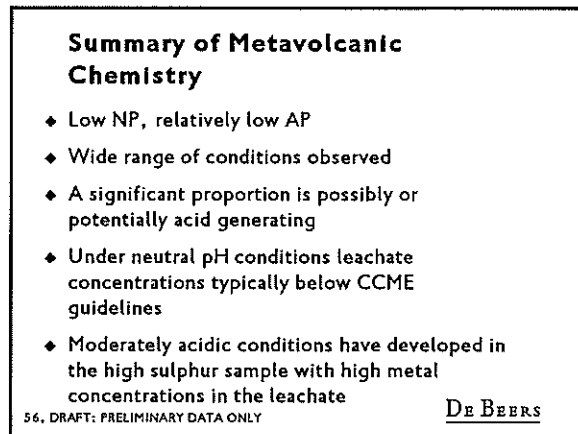 Summary of Metavolcanic
Chemistry
◆ Low NP, relatively low AP
◆ Wide range of conditions observed
◆ A significant proportion is possibly or
potentially acid generating
◆ Under neutral pH conditions leachate
concentrations typically below CCME
guidelines
◆ Moderately acidic conditions have developed in
the high sulphur sample with high metal
concentrations in the leachate
56, DRAFT: PRELIMINARY DATA ONLY
DE BEERS